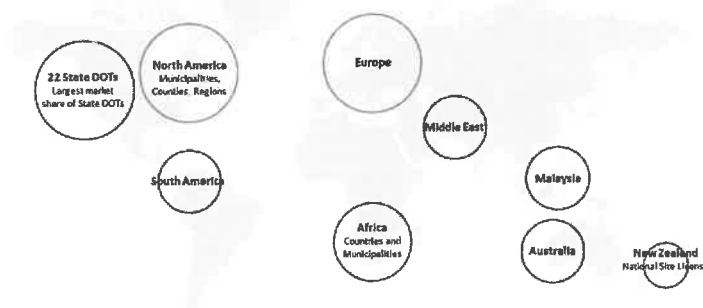 22 State DOTs
Largest market
share of State DOTs
North America
Municipalities,
Counties, Regions
Europe
Middle East
South America
Malaysia
Africa
Countries and
Municipalities
Australia
New Zealand
National Site Licens